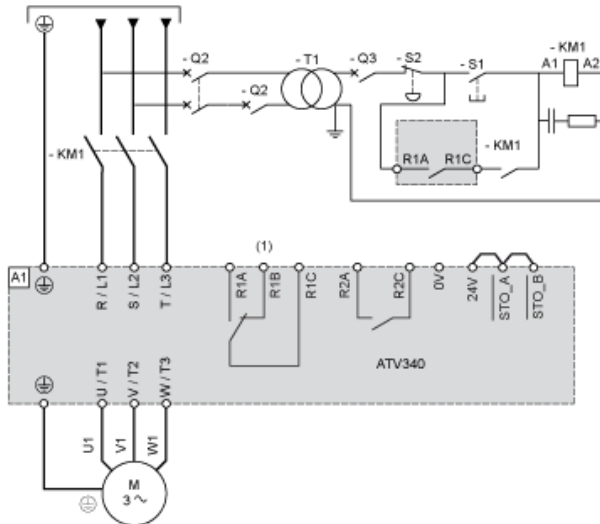 - Q2
- T1
- Q3
- S2
- S1
- KM1
A1
A2
- Q2
- KM1
R1A
R1C
- KM1
(1)
A1
R / L1
S / L2
T / L3
R1A
R1B
R1C
R2A
R2C
0V
24V
STO_A
STO_B
ATV340
U / T1
V / T2
W / T3
U1
V1
W1
M
3 ~